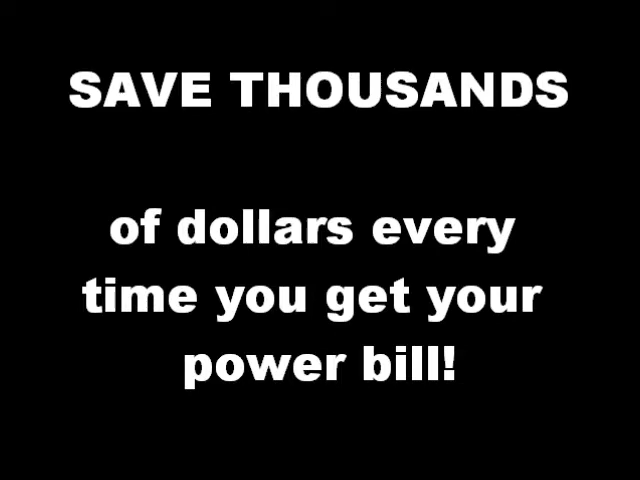 SAVE THOUSANDS
of dollars every
time you get your
power bill!